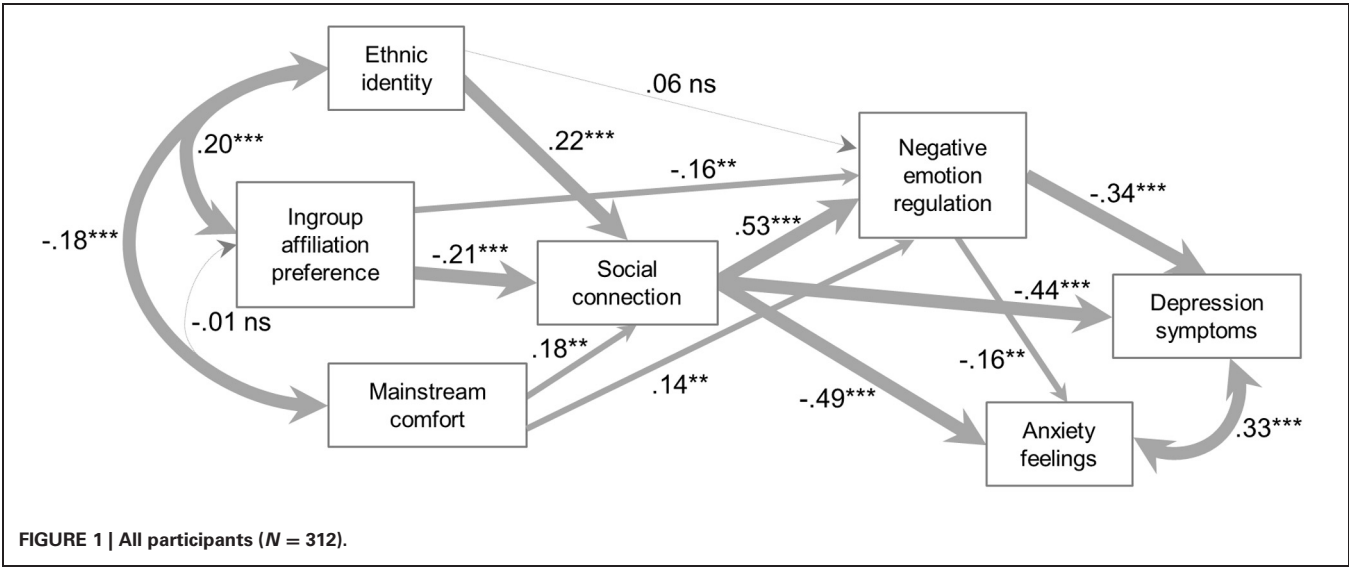 Ethnic
identity
.06 ns
.20***
.22***
Negative
emotion
regulation
-.16**
-.34***
Ingroup
affiliation
preference
-.18***
-.21***
.53***
Social
connection
-.44***
Depression
symptoms
-.01 ns
.18**
.14**
-.16**
Mainstream
comfort
-.49***
Anxiety
feelings
.33***
FIGURE 1 | All participants (N = 312).